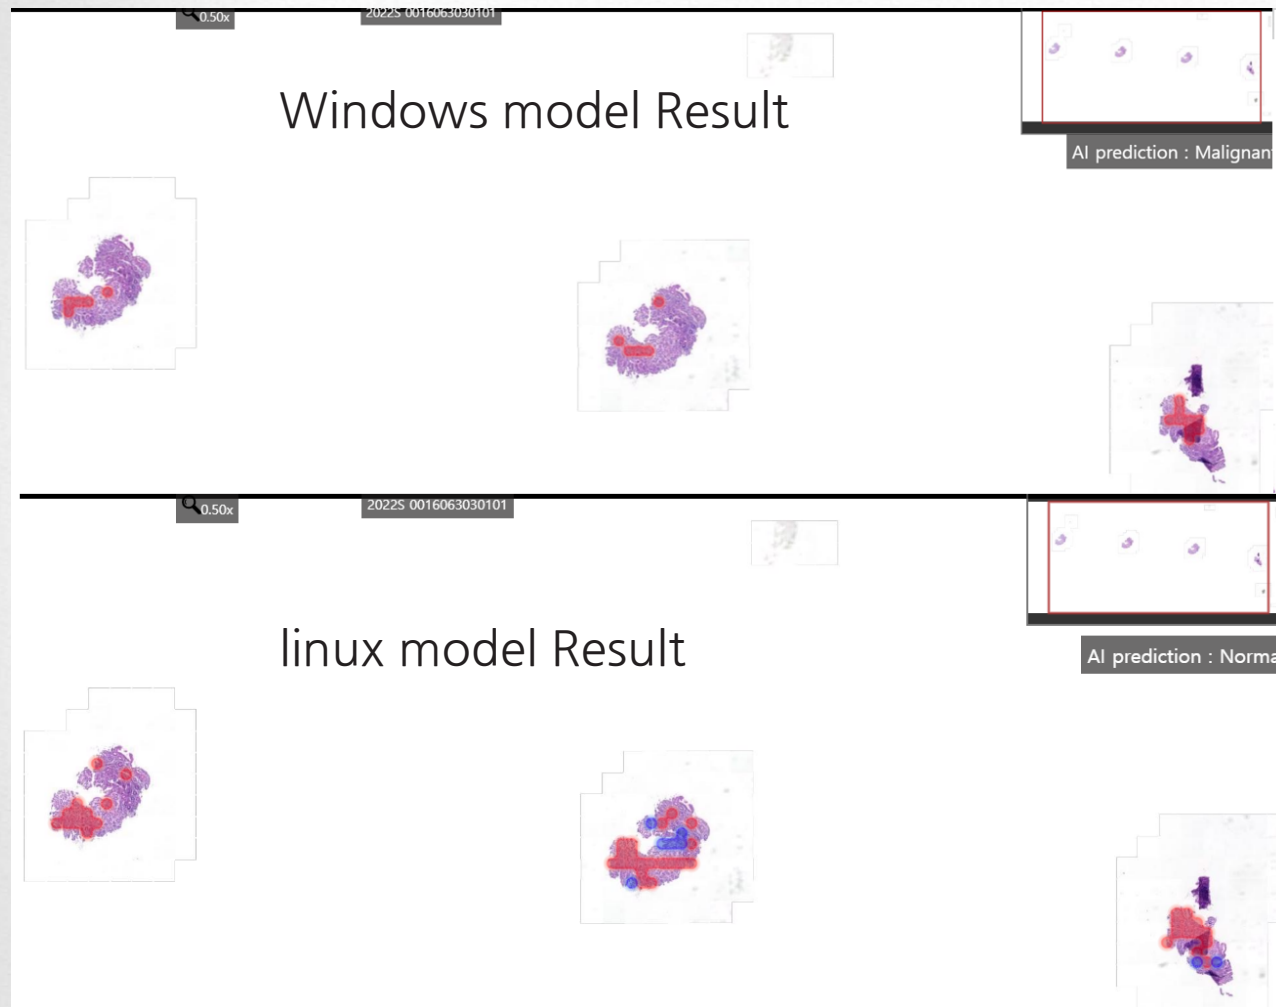 0.50x
2022S 0016063030101
Windows model Result
AI prediction : Malignan
0.50x
2022S 0016063030101
linux model Result
AI prediction : Norma